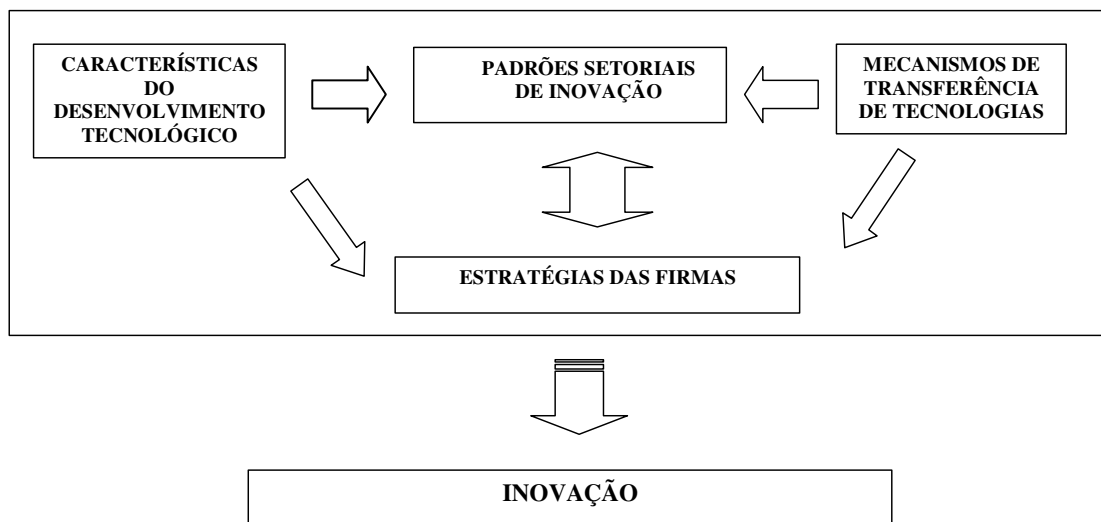 CARACTERÍSTICAS
DO
DESENVOLVIMENTO
TECNOLÓGICO
PADRÕES SETORIAIS
DE INOVAÇÃO
MECANISMOS DE
TRANSFERÊNCIA
DE TECNOLOGIAS
ESTRATÉGIAS DAS FIRMAS
INOVAÇÃO